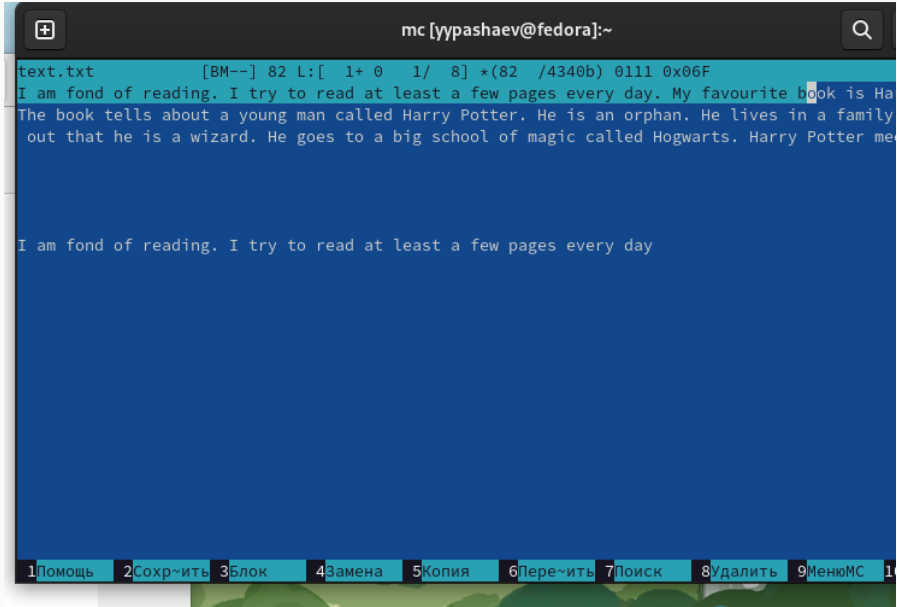 mc [yypashaev@fedora]:~
text.txt [BM--] 82 L:[ 1+ 0 1/ 8] *(82 /4340b) 0111 0x06F
I am fond of reading. I try to read at least a few pages every day. My favourite book is Ha
The book tells about a young man called Harry Potter. He is an orphan. He lives in a family
out that he is a wizard. He goes to a big school of magic called Hogwarts. Harry Potter mee
I am fond of reading. I try to read at least a few pages every day
1Помощь 2Сохр~ить 3Блок 4Замена 5Копия 6Пере~ить 7Поиск 8Удалить 9МенюМС 10